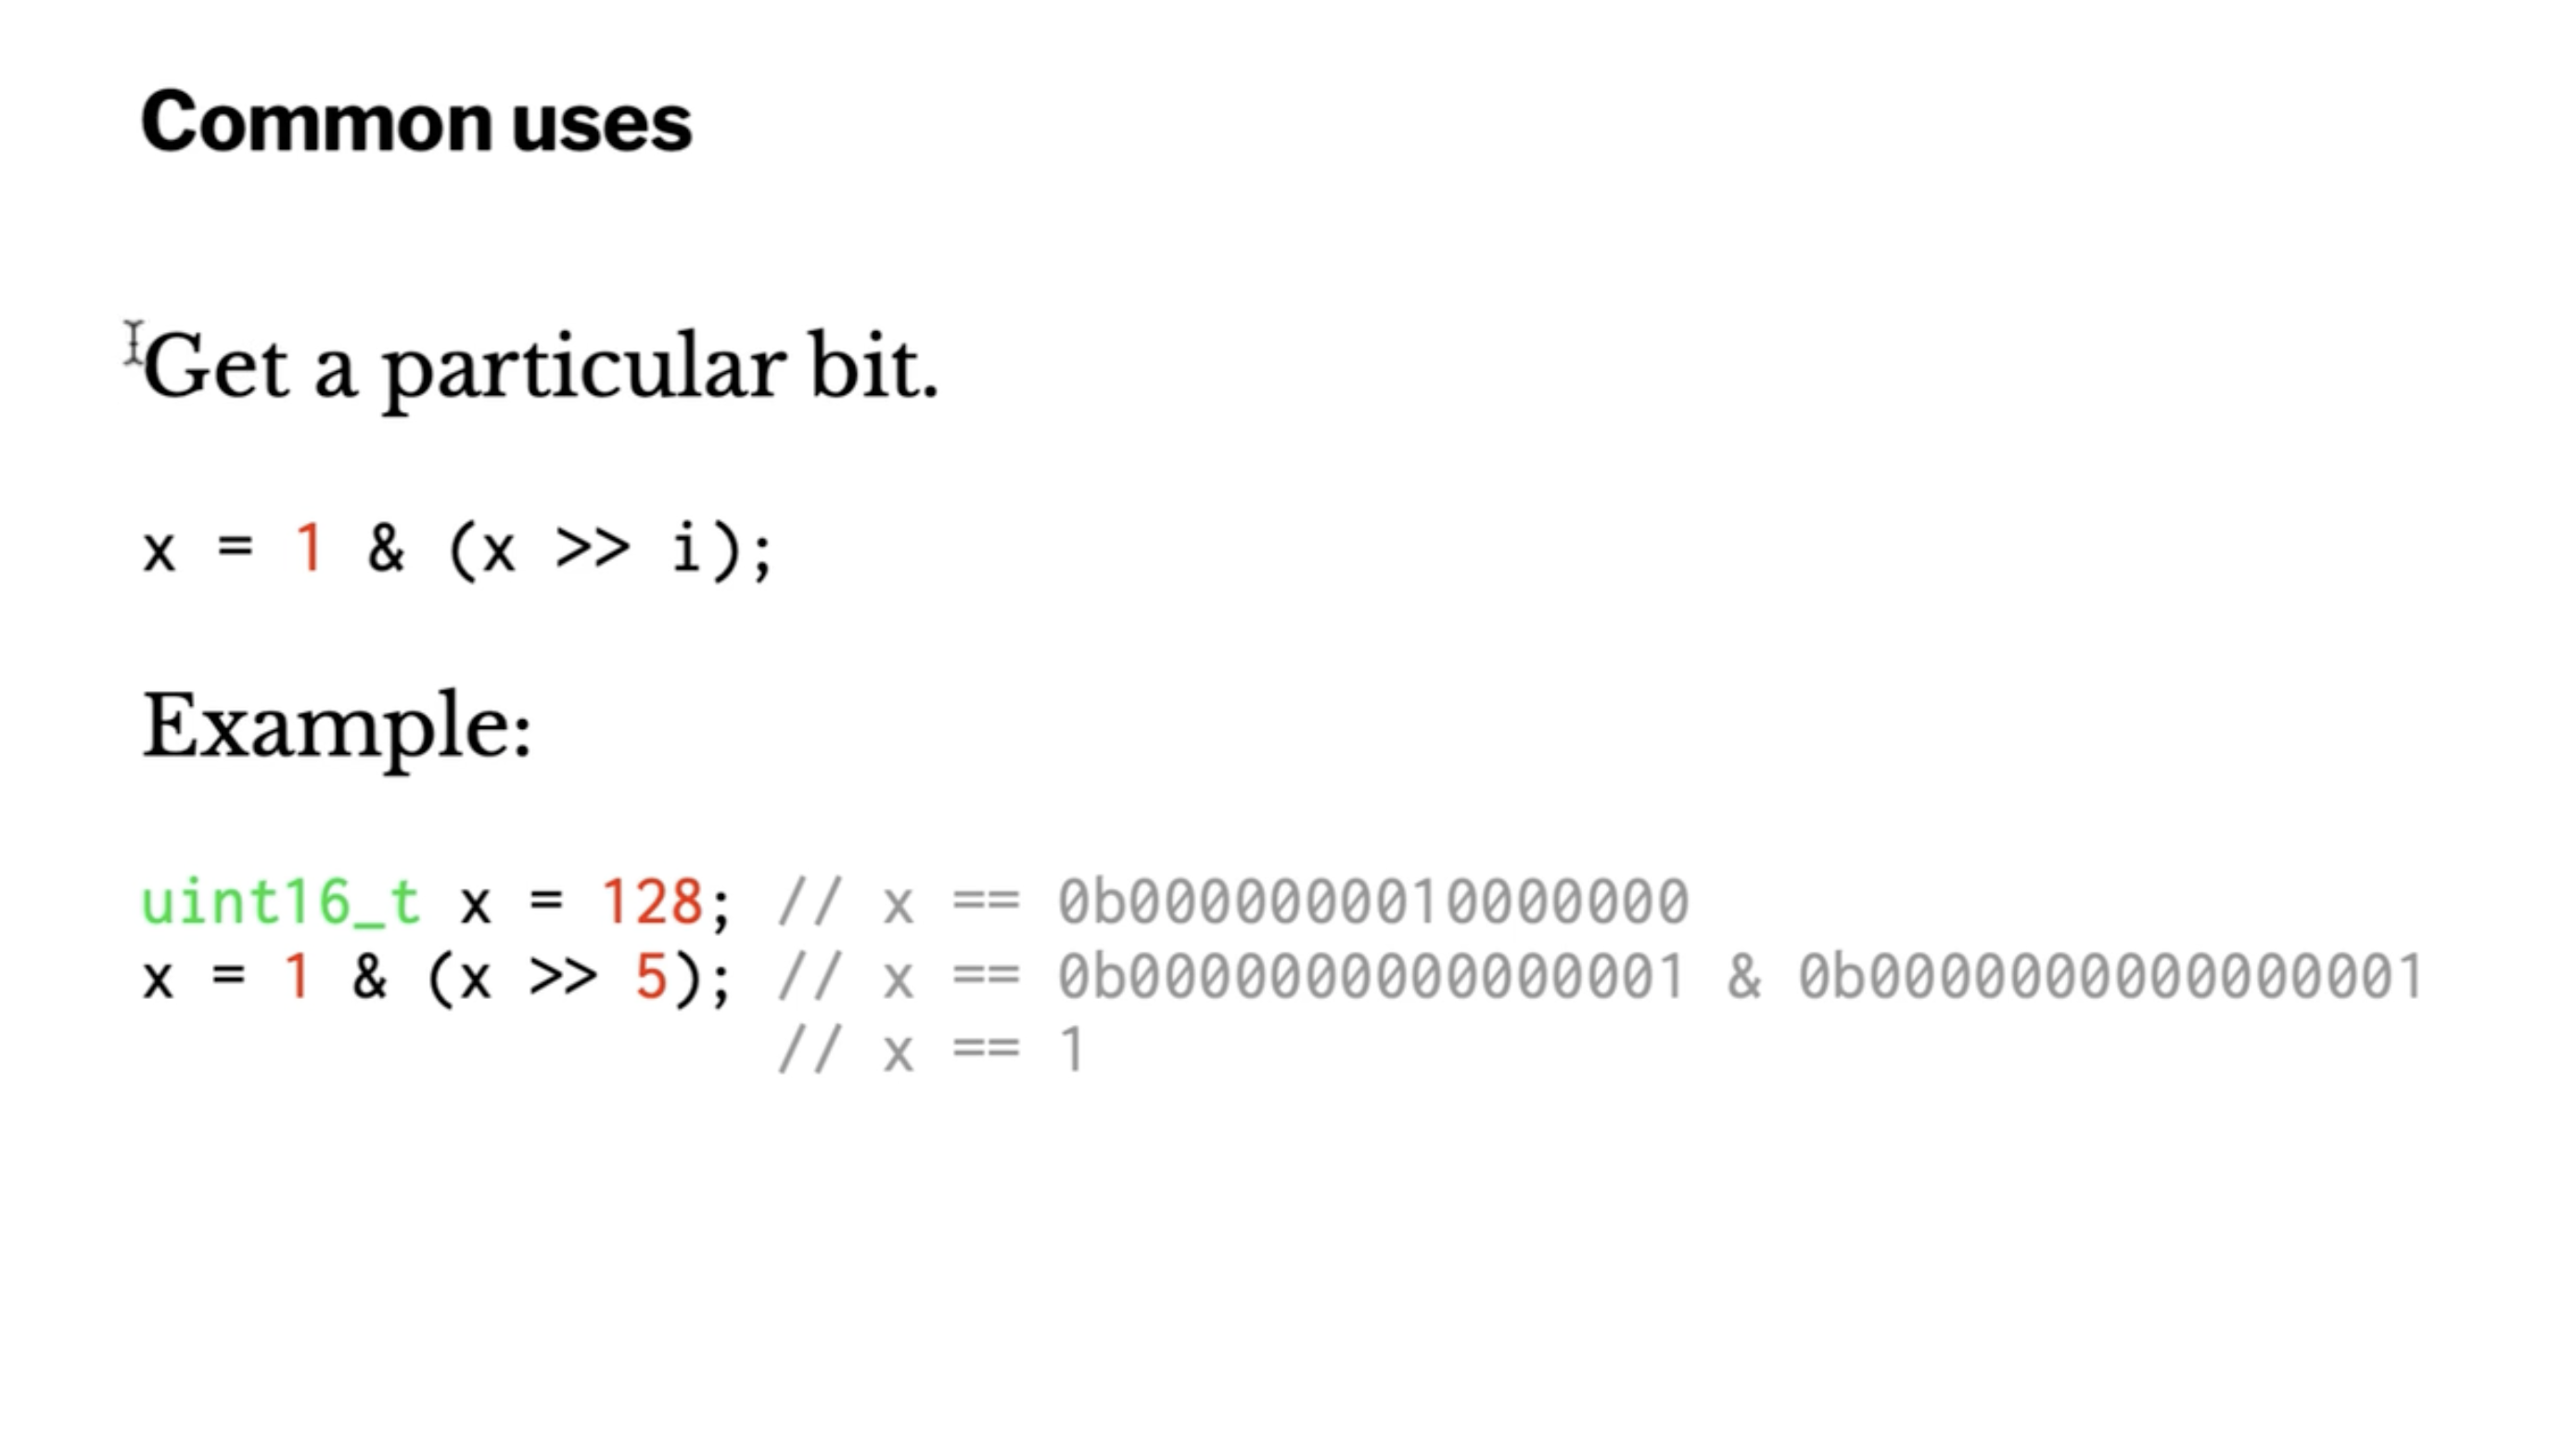 Common uses
Get a particular bit.
x = 1 & (x >> i);
Example:
uint16_t x = 128; // x == 0b0000000010000000
x = 1 & (x >> 5); // x == 0b0000000000000001 & 0b0000000000000001
// x == 1